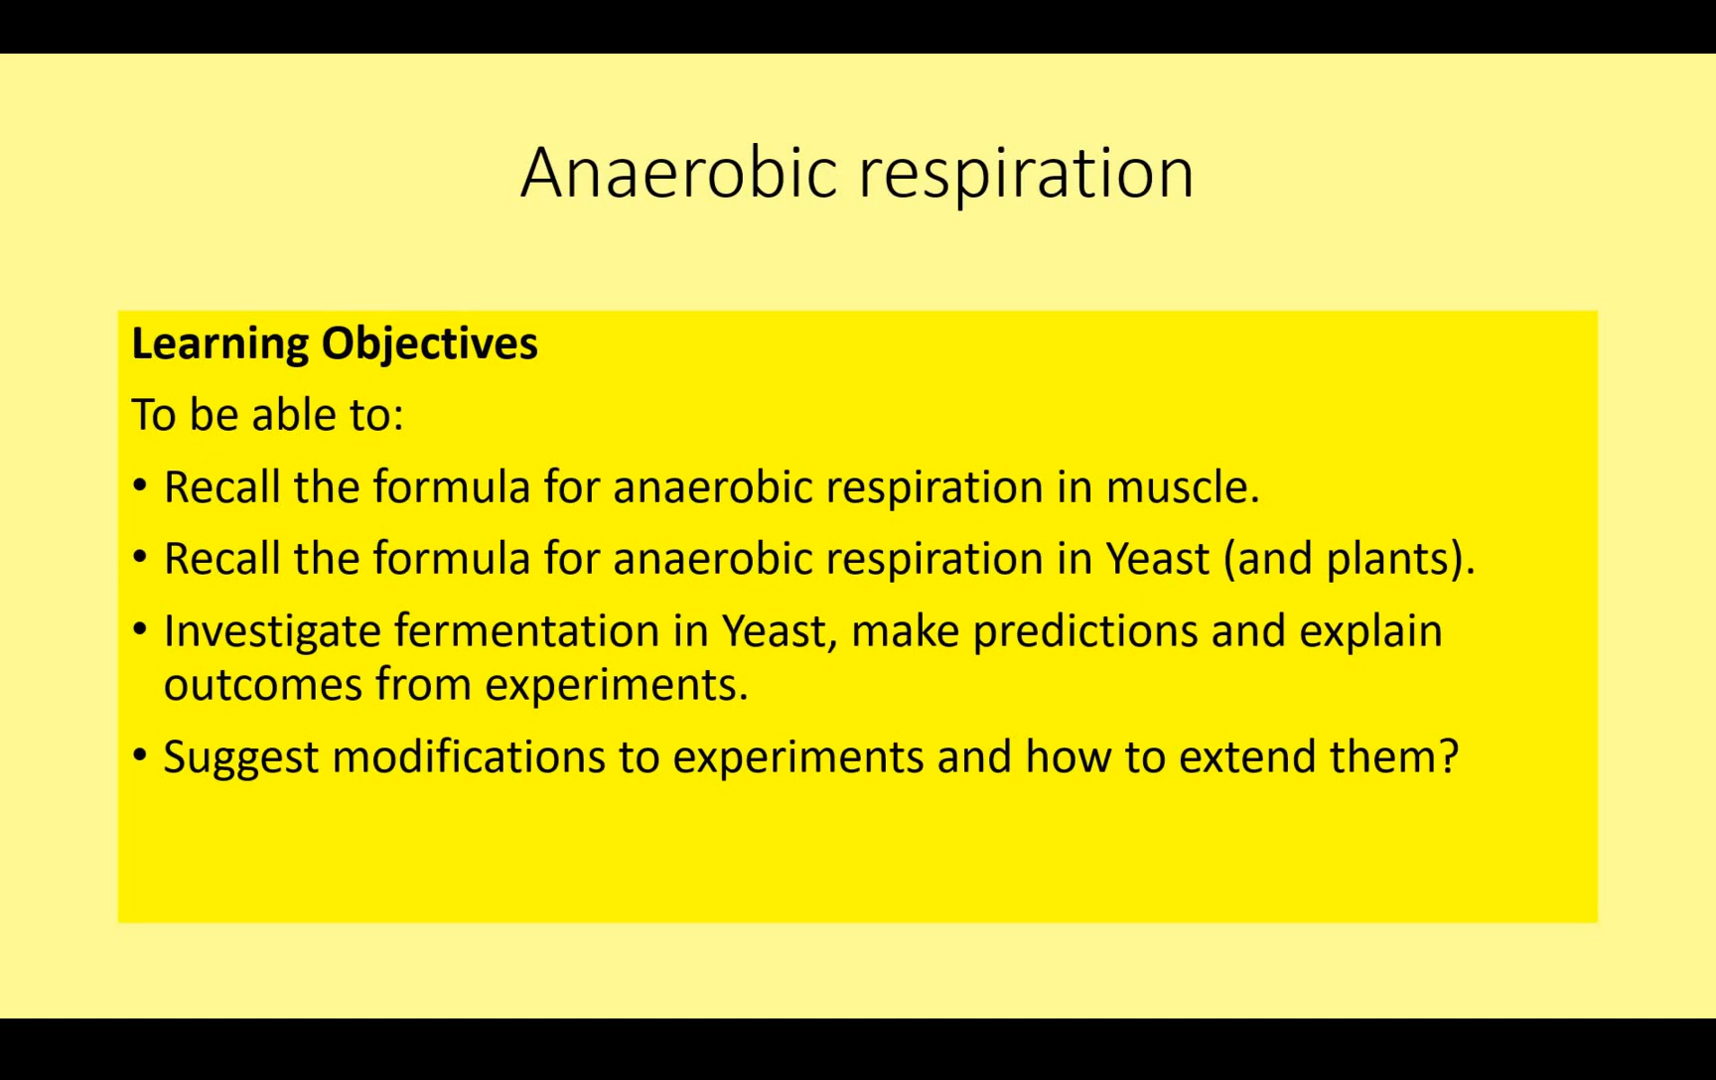 Anaerobic respiration
Learning Objectives
To be able to:
• Recall the formula for anaerobic respiration in muscle.
• Recall the formula for anaerobic respiration in Yeast (and plants).
• Investigate fermentation in Yeast, make predictions and explain
outcomes from experiments.
• Suggest modifications to experiments and how to extend them?